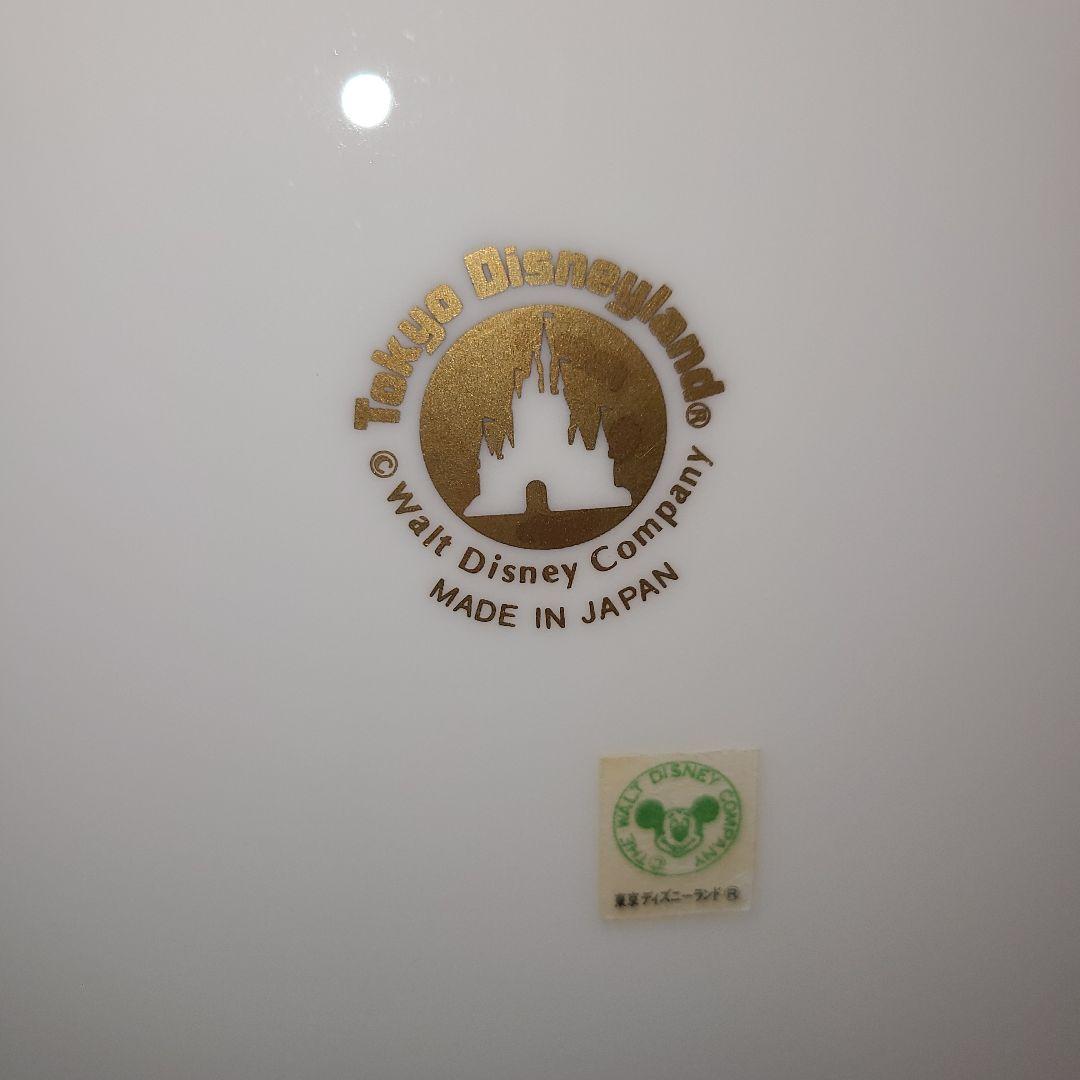 Tokyo Disneyland®
© Walt Disney Company
MADE IN JAPAN
© THE WALT DISNEY COMPANY
東京ディズニーランド ®